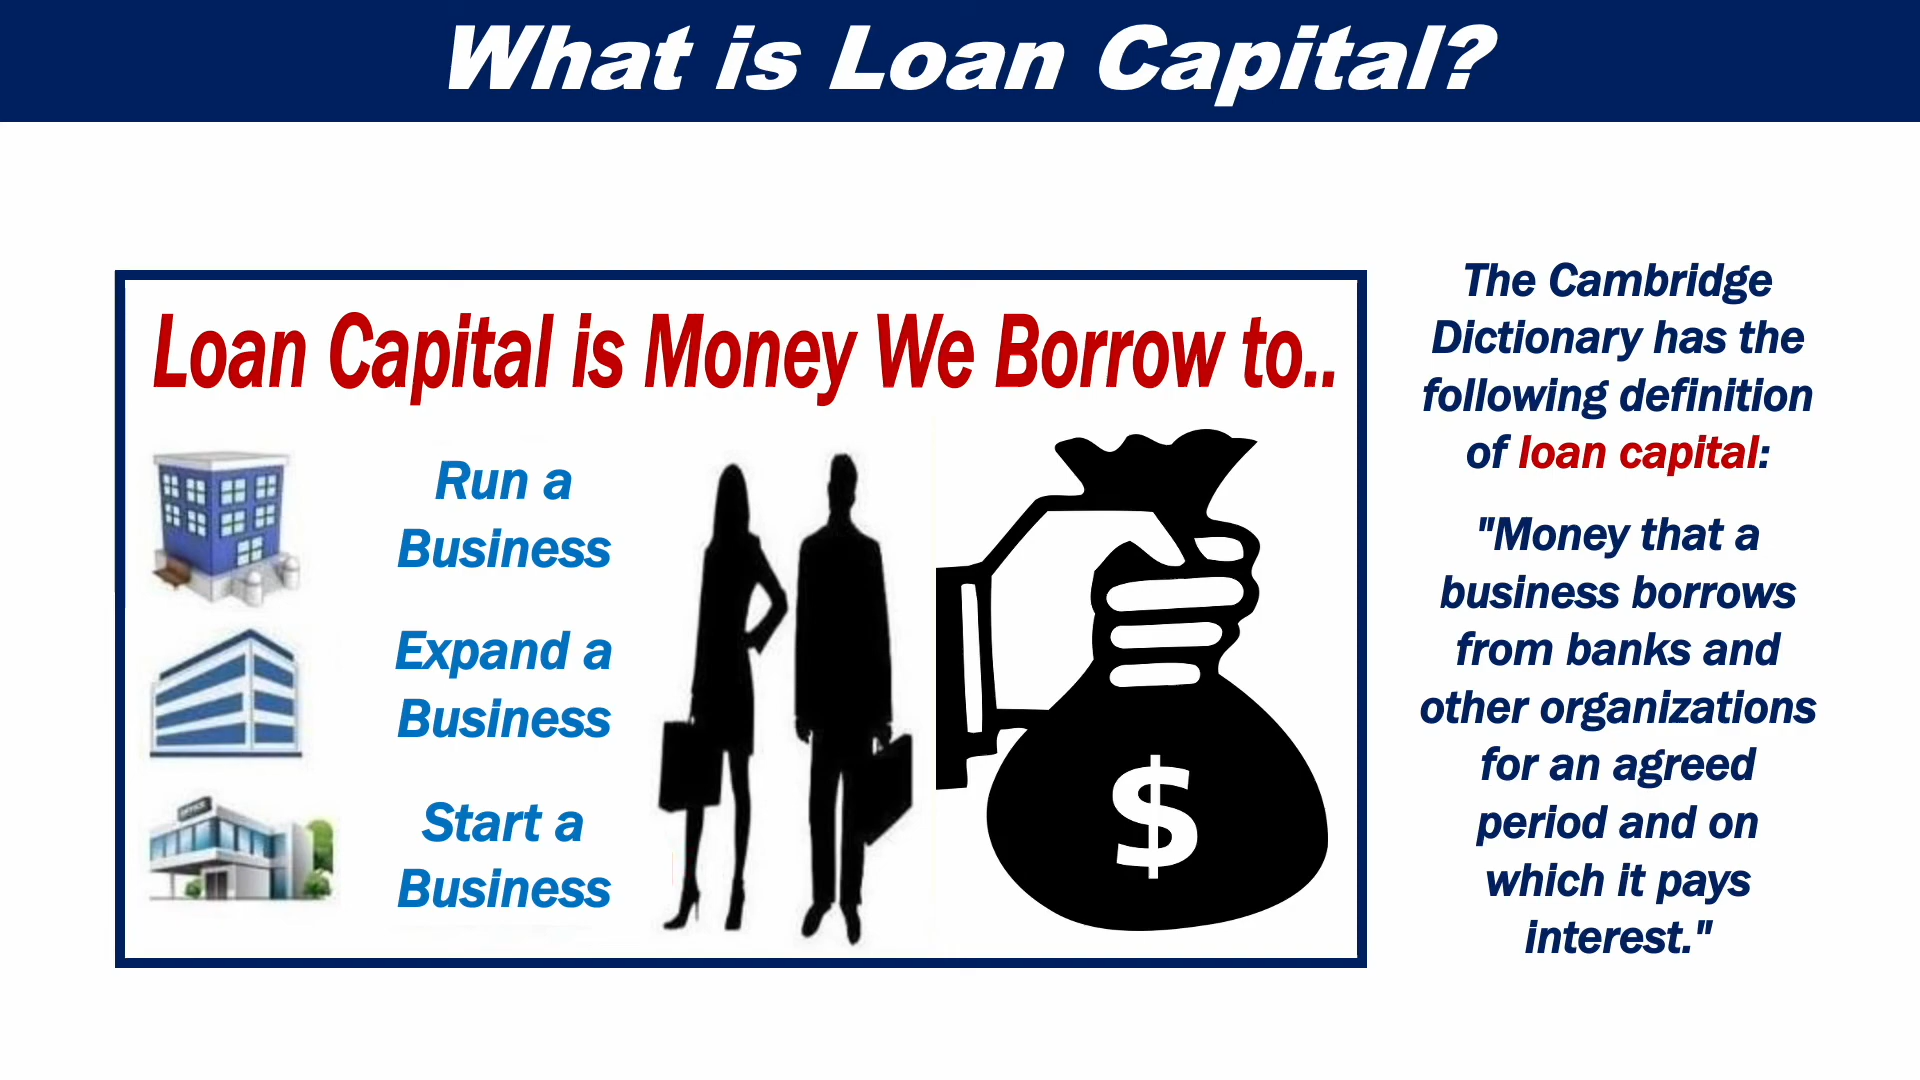 What is Loan Capital?
Loan Capital is Money We Borrow to..
Run a
Business
Expand a
Business
OFFICE
Start a
Business
$
The Cambridge
Dictionary has the
following definition
of loan capital:
"Money that a
business borrows
from banks and
other organizations
for an agreed
period and on
which it pays
interest."